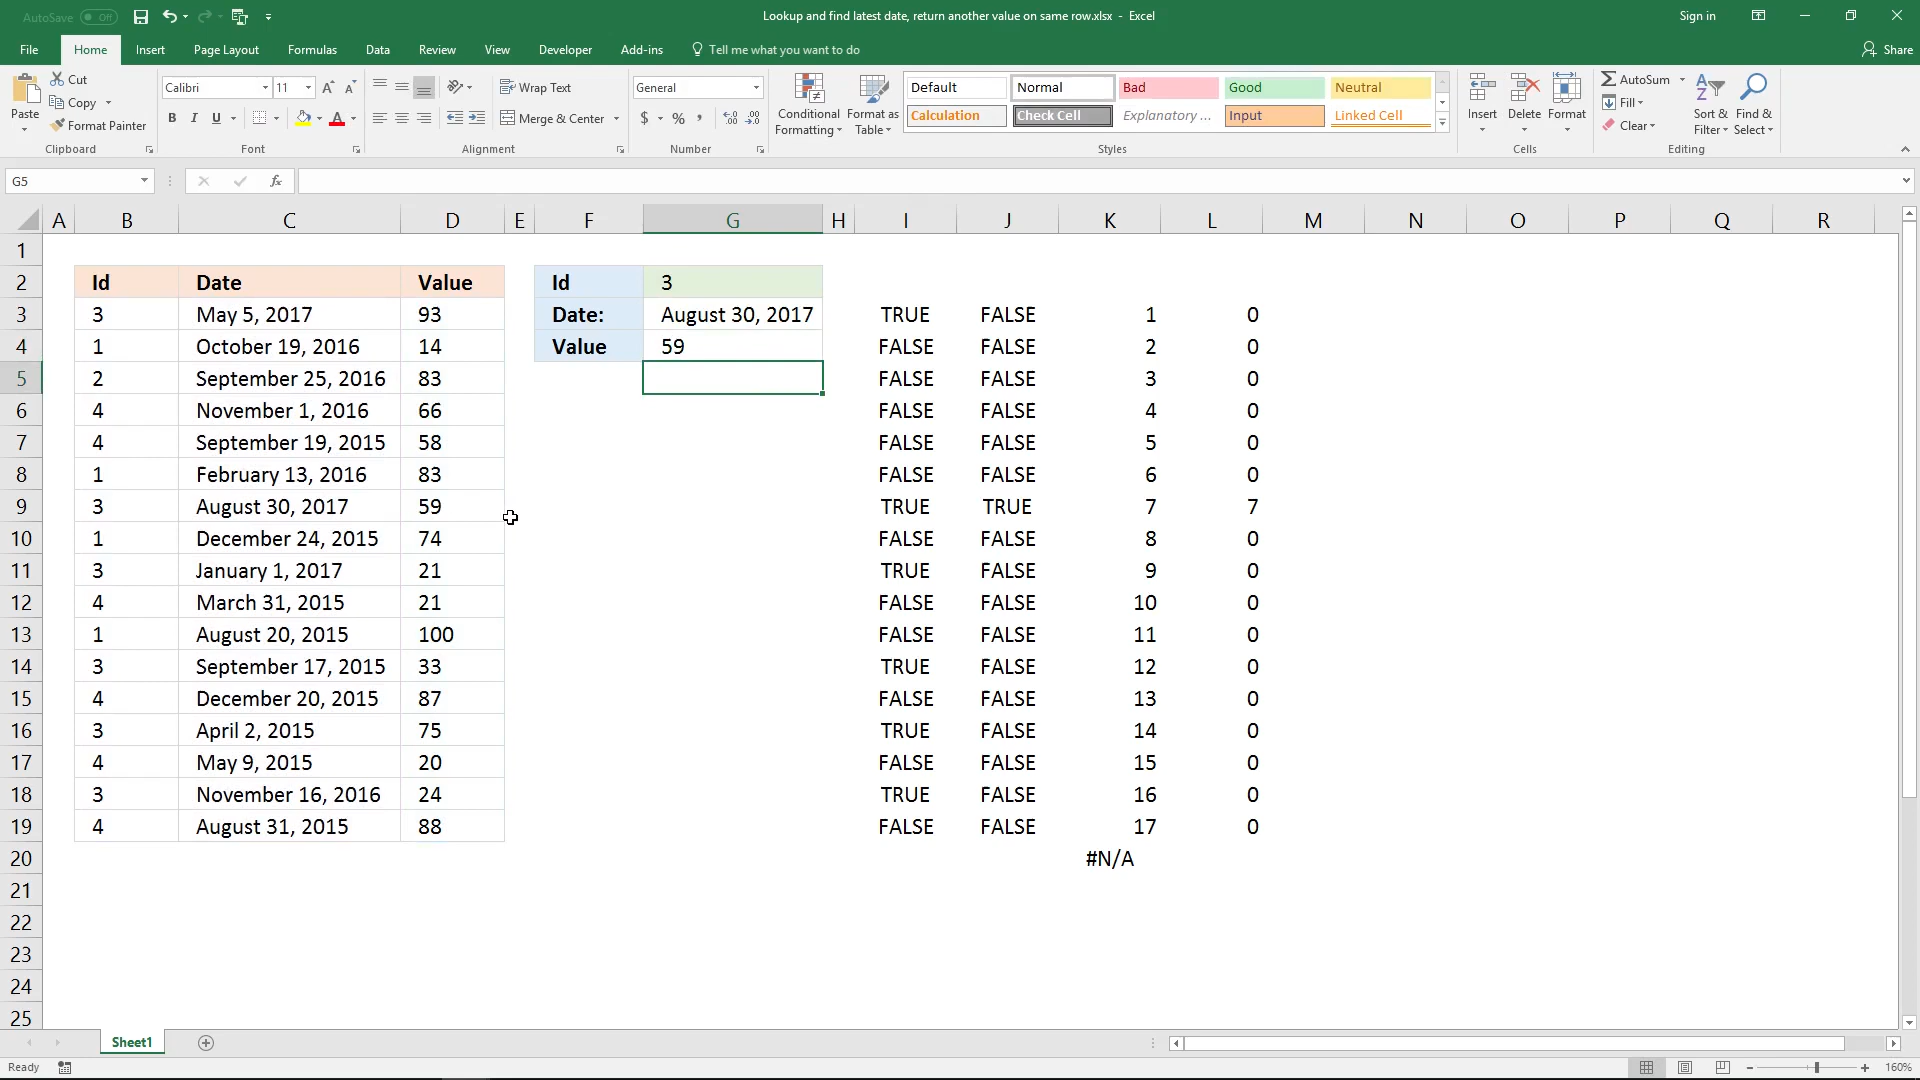 AutoSave Off
Lookup and find latest date, return another value on same row.xlsx - Excel
Sign in
File Home Insert Page Layout Formulas Data Review View Developer Add-ins Tell me what you want to do Share
Paste
Cut
Copy
Format Painter
Clipboard
Calibri 11 A A
B I U A
Font
Wrap Text
Merge & Center
Alignment
General
$ % ,
Number
Conditional Formatting
Format as Table
Default Normal Bad Good Neutral
Calculation Check Cell Explanatory ... Input Linked Cell
Styles
Insert Delete Format
Cells
AutoSum
Fill
Clear
Sort & Filter
Find & Select
Editing
G5 fx
A B C D E F G H I J K L M N O P Q R
1
2 Id Date Value Id 3
3 3 May 5, 2017 93 Date: August 30, 2017 TRUE FALSE 1 0
4 1 October 19, 2016 14 Value 59 FALSE FALSE 2 0
5 2 September 25, 2016 83 FALSE FALSE 3 0
6 4 November 1, 2016 66 FALSE FALSE 4 0
7 4 September 19, 2015 58 FALSE FALSE 5 0
8 1 February 13, 2016 83 FALSE FALSE 6 0
9 3 August 30, 2017 59 TRUE TRUE 7 7
10 1 December 24, 2015 74 FALSE FALSE 8 0
11 3 January 1, 2017 21 TRUE FALSE 9 0
12 4 March 31, 2015 21 FALSE FALSE 10 0
13 1 August 20, 2015 100 FALSE FALSE 11 0
14 3 September 17, 2015 33 TRUE FALSE 12 0
15 4 December 20, 2015 87 FALSE FALSE 13 0
16 3 April 2, 2015 75 TRUE FALSE 14 0
17 4 May 9, 2015 20 FALSE FALSE 15 0
18 3 November 16, 2016 24 TRUE FALSE 16 0
19 4 August 31, 2015 88 FALSE FALSE 17 0
20 #N/A
21
22
23
24
25
Sheet1
Ready 160%